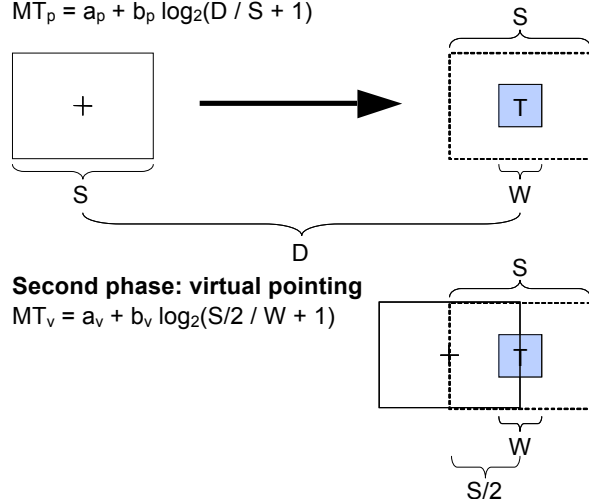 MTp = ap + bp log2(D / S + 1)
S
T
S
W
D
Second phase: virtual pointing
S
MTv = av + bv log2(S/2 / W + 1)
T
W
S/2